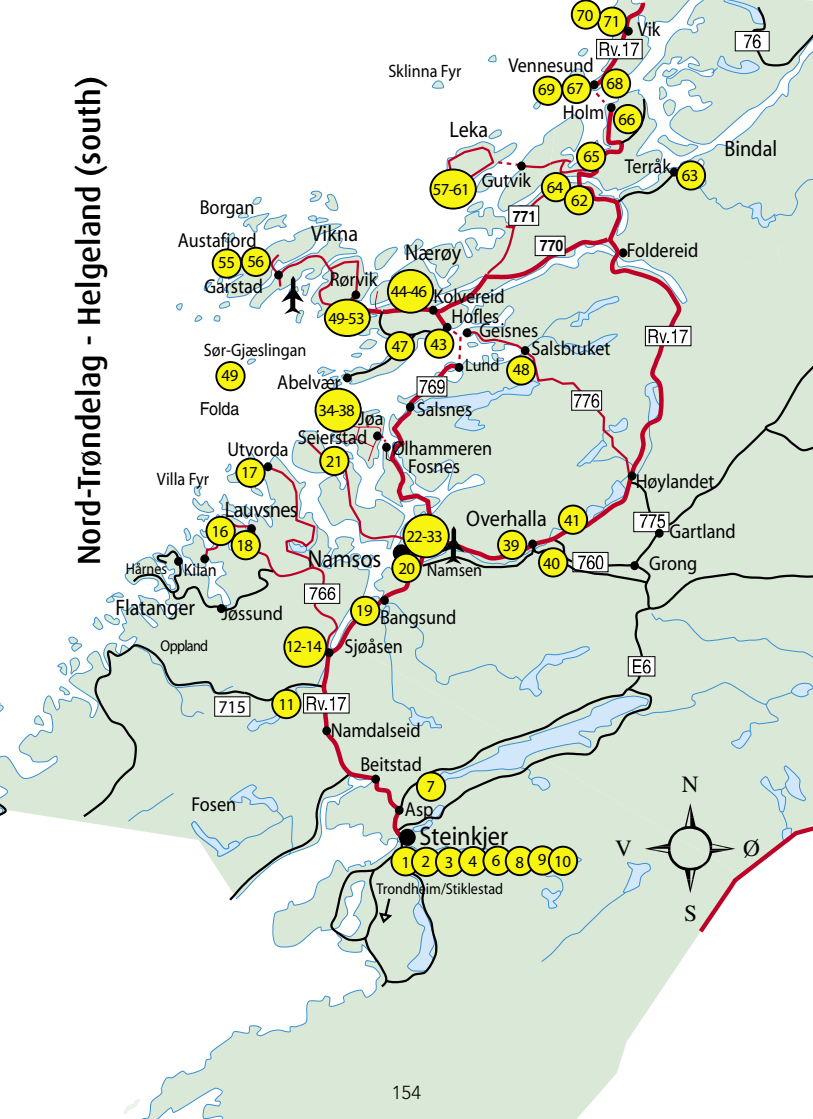 Nord-Trøndelag - Helgeland (south)
70
71
Vik
Rv.17
76
Sklinna Fyr
Vennesund
69
67
68
Holm
66
Leka
Bindal
65
Terråk
63
57-61
Gutvik
64
62
771
Borgan
Austafjord
Vikna
770
Foldereid
55
56
Nærøy
Garstad
Rørvik
44-46
Kolvereid
49-53
Hofles
Geisnes
Rv.17
47
43
Salsbruket
Sør-Gjæslingan
49
Abelvær
Lund
48
769
776
Folda
34-38
Salsnes
Jøa
Seierstad
Ølhammeren
Fosnes
Utvorda
21
17
Villa Fyr
Høylandet
Lauvsnes
16
18
22-33
Overhalla
41
775
Gartland
39
Namsos
20
Namsen
40
760
Grong
Hårnes
Kilan
766
Flatanger
Jøssund
19
Bangsund
Oppland
12-14
Sjøåsen
E6
715
11
Rv.17
Namdalseid
Beitstad
7
Asp
Fosen
Steinkjer
1
2
3
4
6
8
9
10
Trondheim/Stiklestad
N
V
Ø
S
154